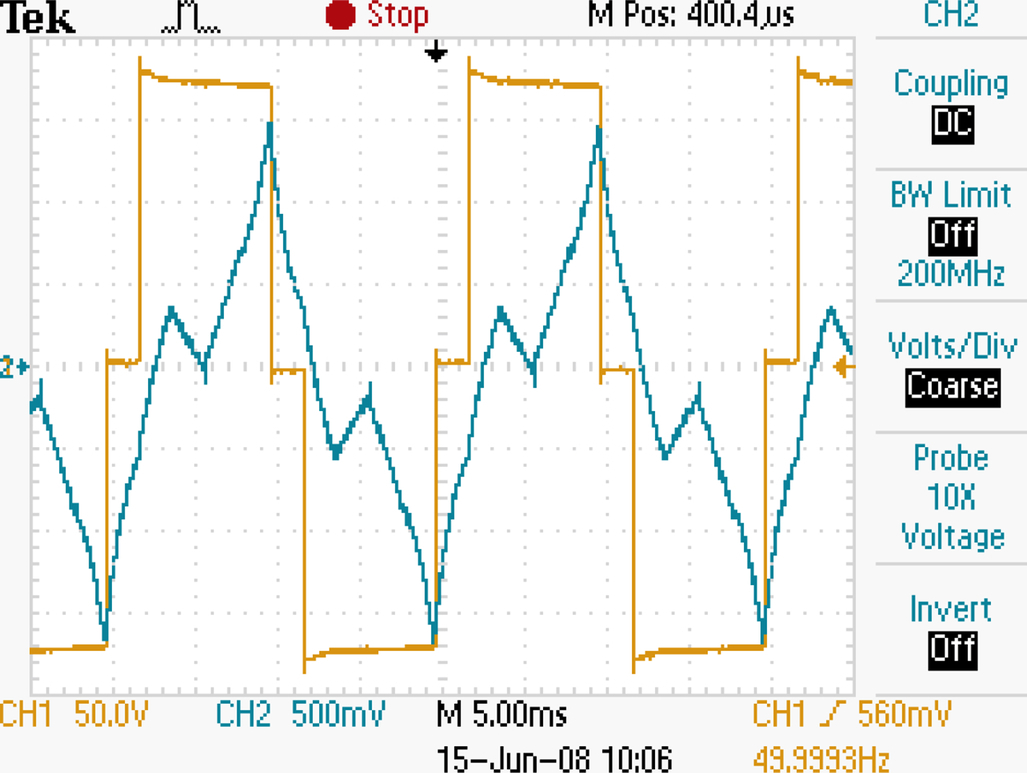 Tek Stop M Pos: 400.4µs CH2
Coupling
DC
BW Limit
Off
200MHz
2
Volts/Div
Coarse
Probe
10X
Voltage
Invert
Off
CH1 50.0V CH2 500mV M 5.00ms CH1 560mV
15-Jun-08 10:06 49.9993Hz